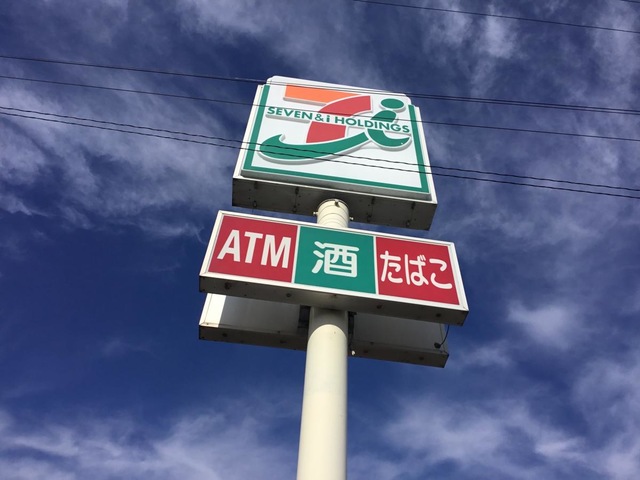 SEVEN & i HOLDINGS
ATM 酒 たばこ